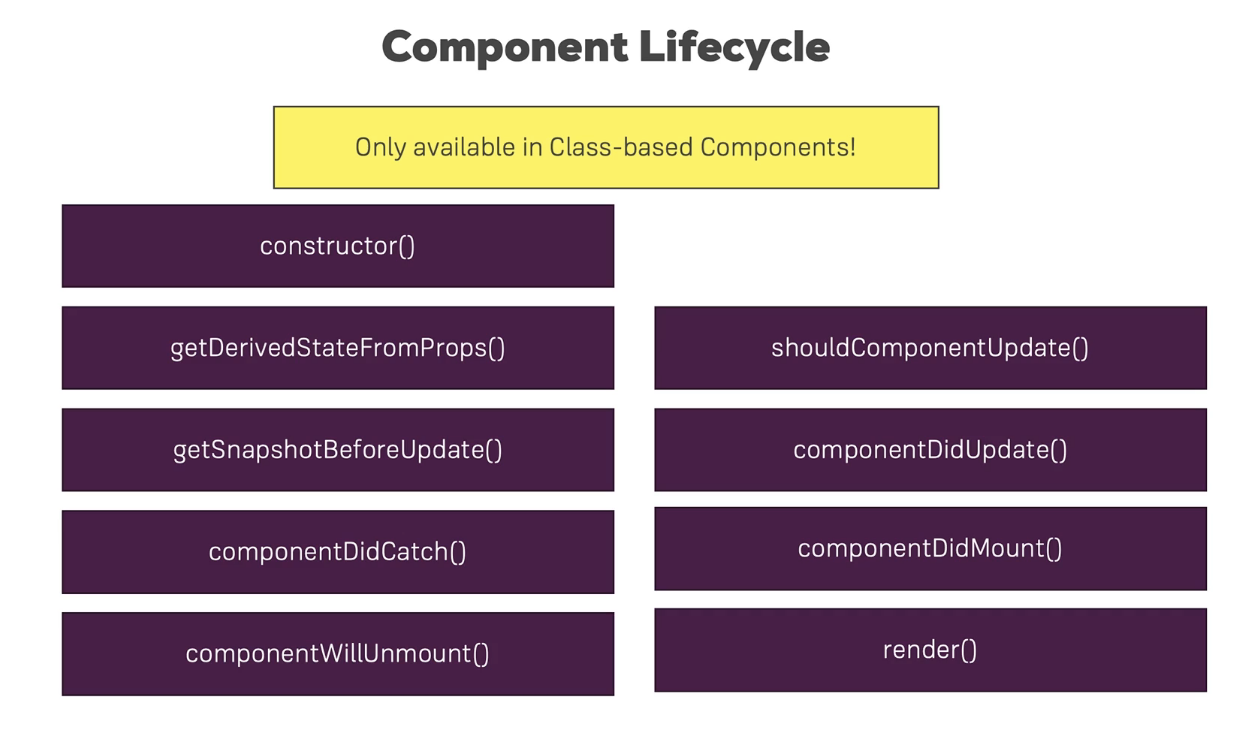 Component Lifecycle
Only available in Class-based Components!
constructor()
getDerivedStateFromProps()
shouldComponentUpdate()
getSnapshotBeforeUpdate()
componentDidUpdate()
componentDidCatch()
componentDidMount()
componentWillUnmount()
render()